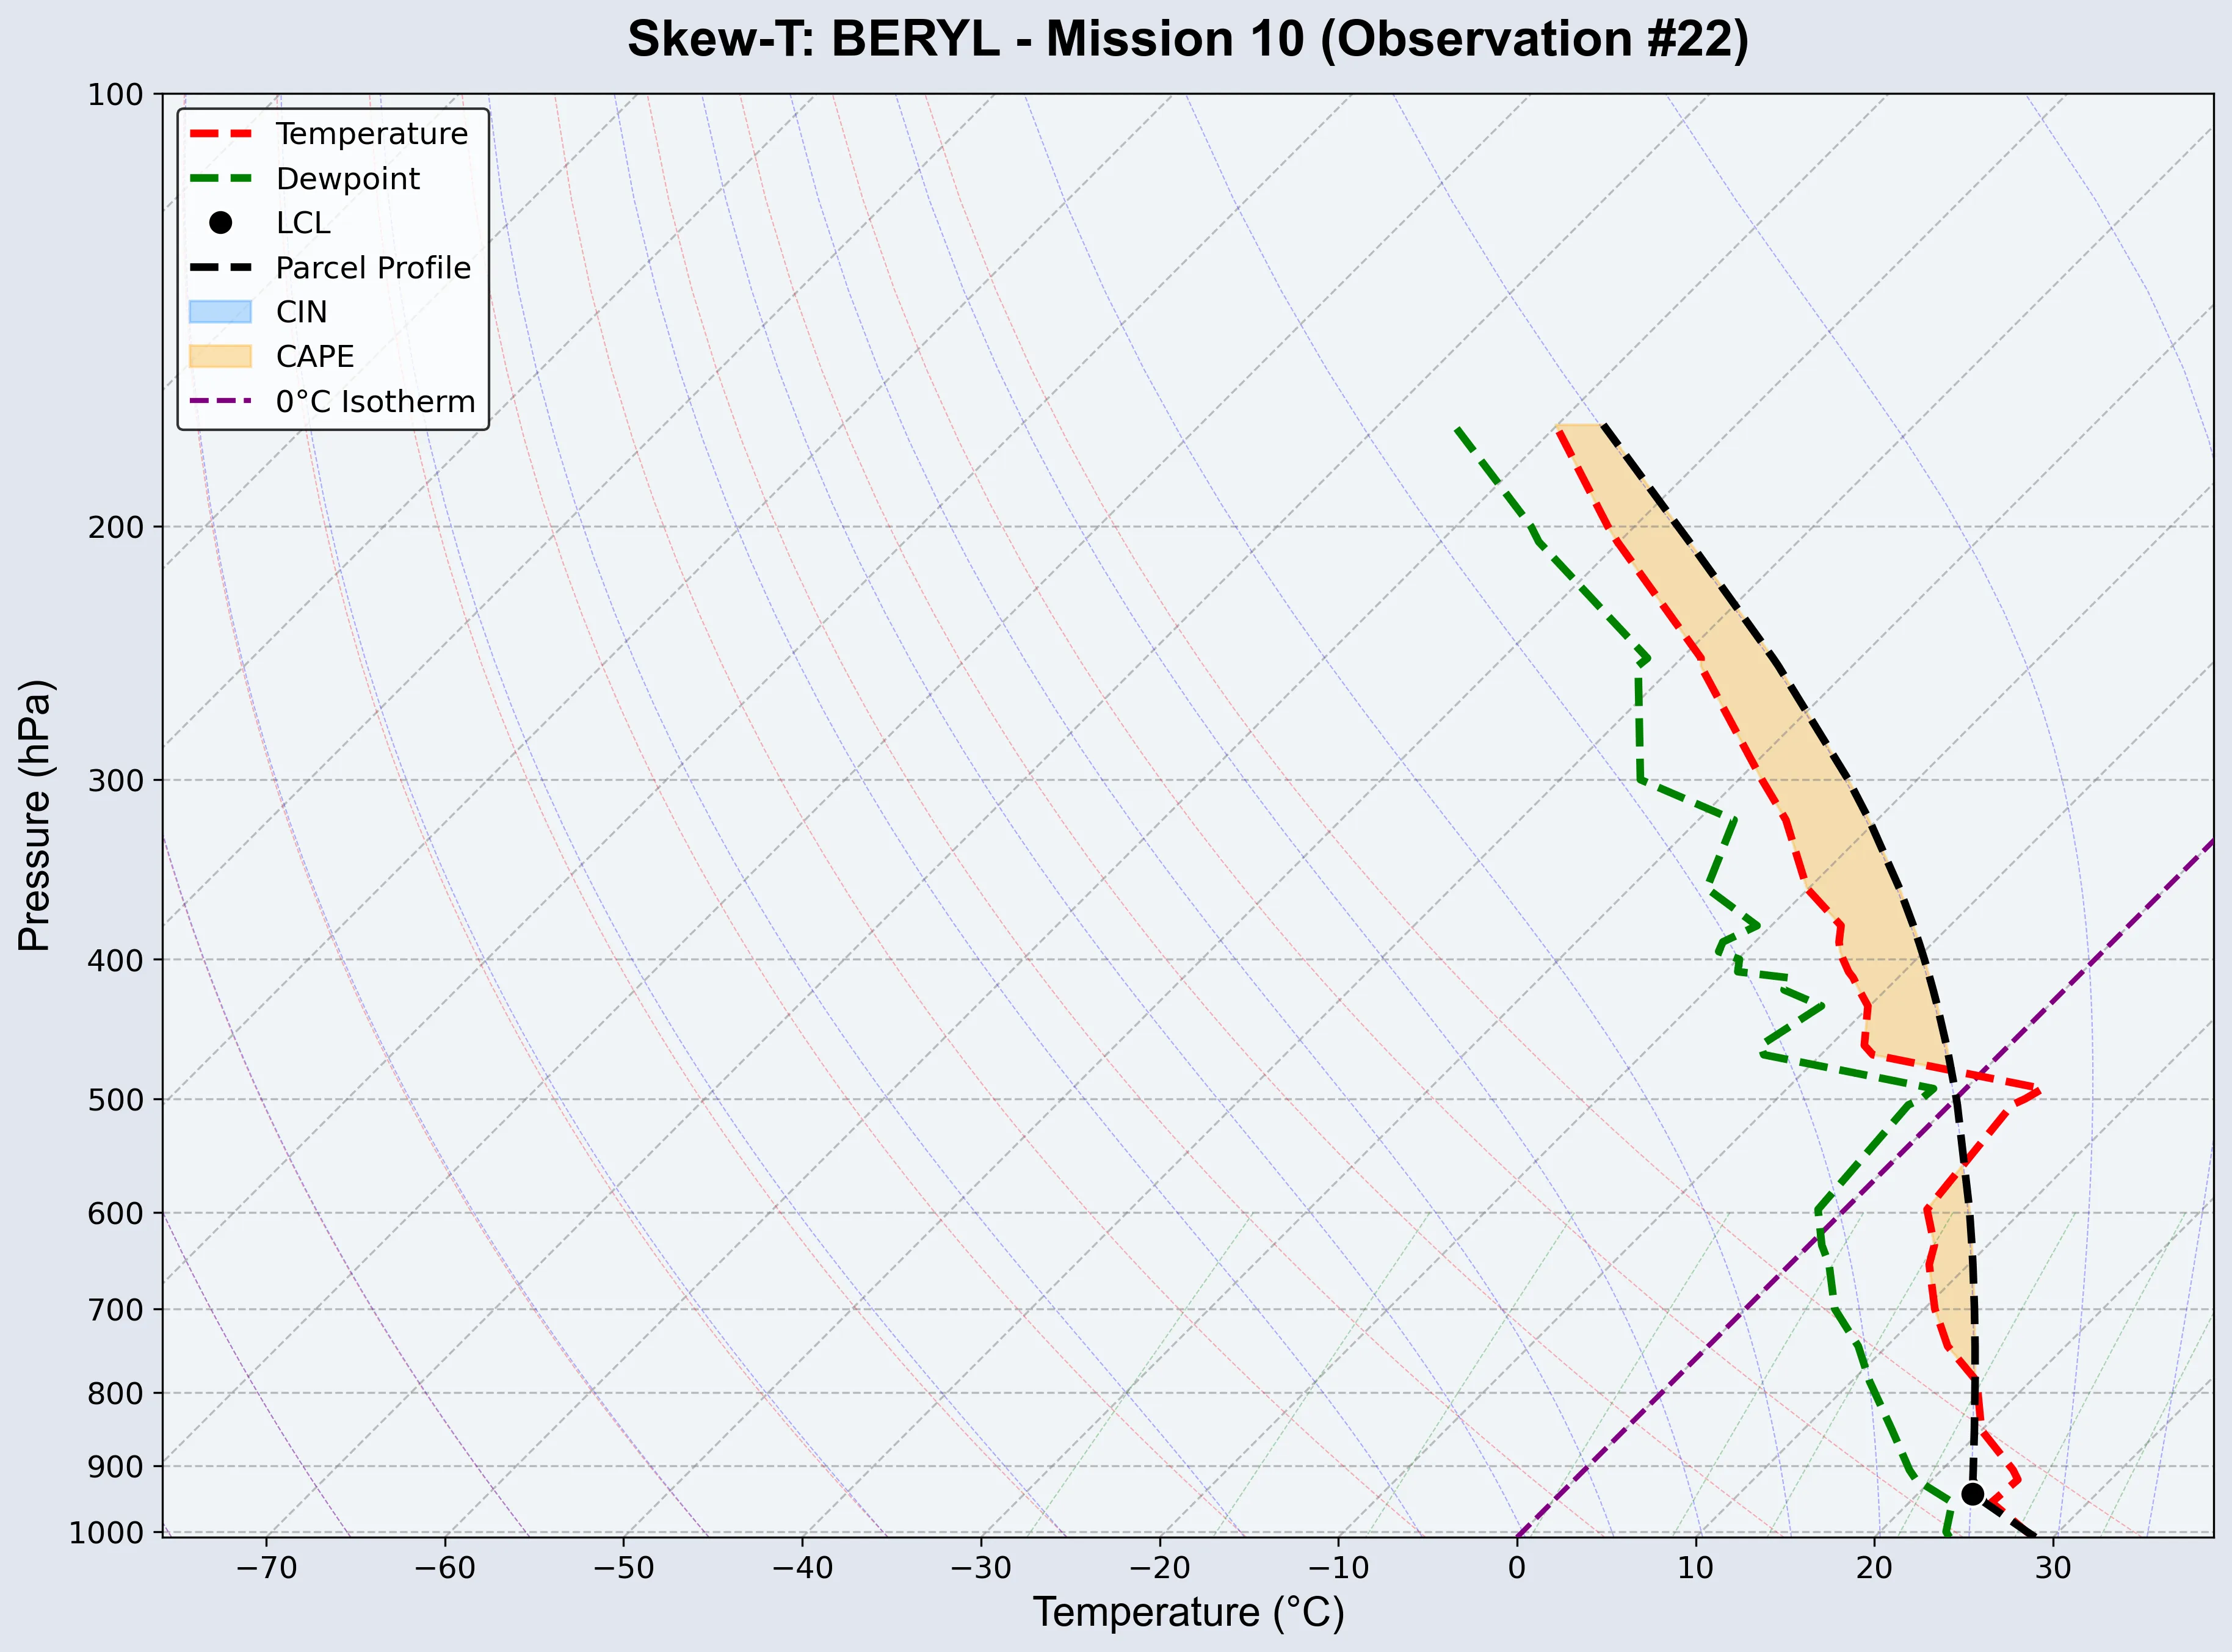 Skew-T: BERYL - Mission 10 (Observation #22)
Temperature
Dewpoint
LCL
Parcel Profile
CIN
CAPE
0°C Isotherm
Pressure (hPa)
100
200
300
400
500
600
700
800
900
1000
−70 −60 −50 −40 −30 −20 −10 0 10 20 30
Temperature (°C)